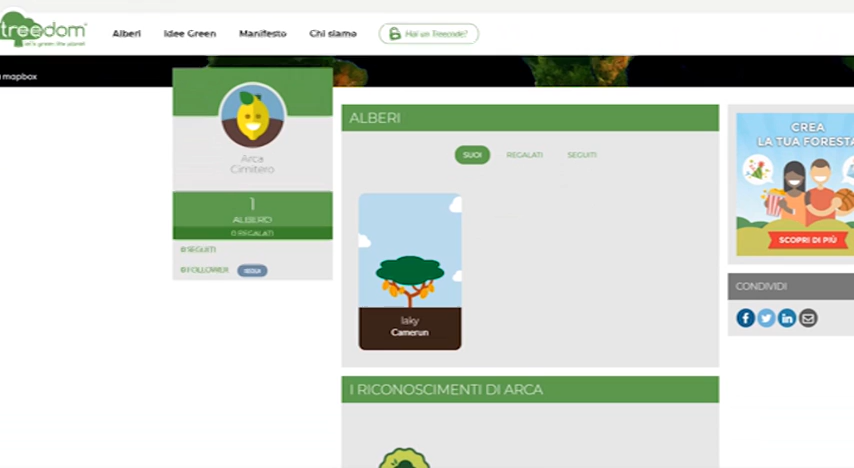 treedom
let's green the planet
Alberi
Idee Green
Manifesto
Chi siamo
Hai un Treecode?
mapbox
Arca
Cimitero
1
ALBERO
0 REGALATI
0 SEGUITI
0 FOLLOWER
SEGUI
ALBERI
SUOI
REGALATI
SEGUITI
laky
Camerun
I RICONOSCIMENTI DI ARCA
CREA
LA TUA FORESTA
SCOPRI DI PIÙ
CONDIVIDI